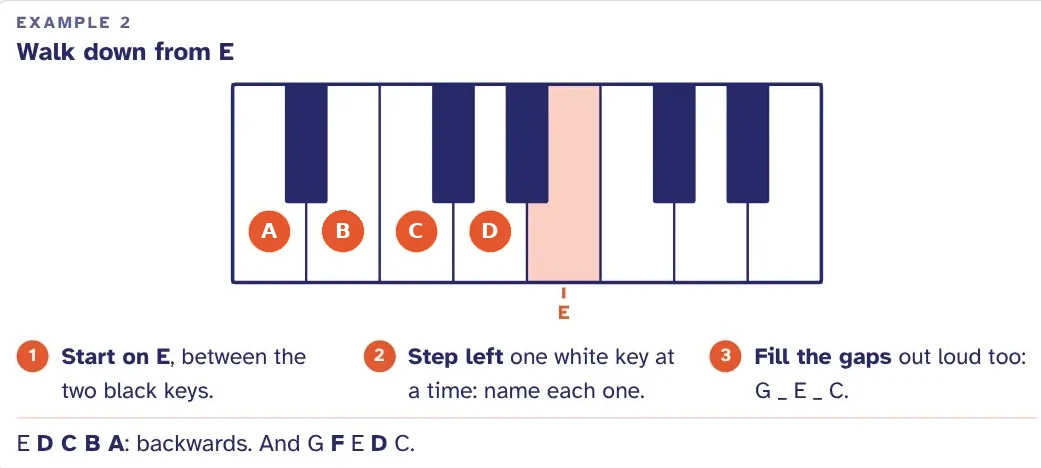 EXAMPLE 2
Walk down from E
A B C D
E
1 Start on E, between the
two black keys.
2 Step left one white key at
a time: name each one.
3 Fill the gaps out loud too:
G _ E _ C.
E D C B A: backwards. And G F E D C.